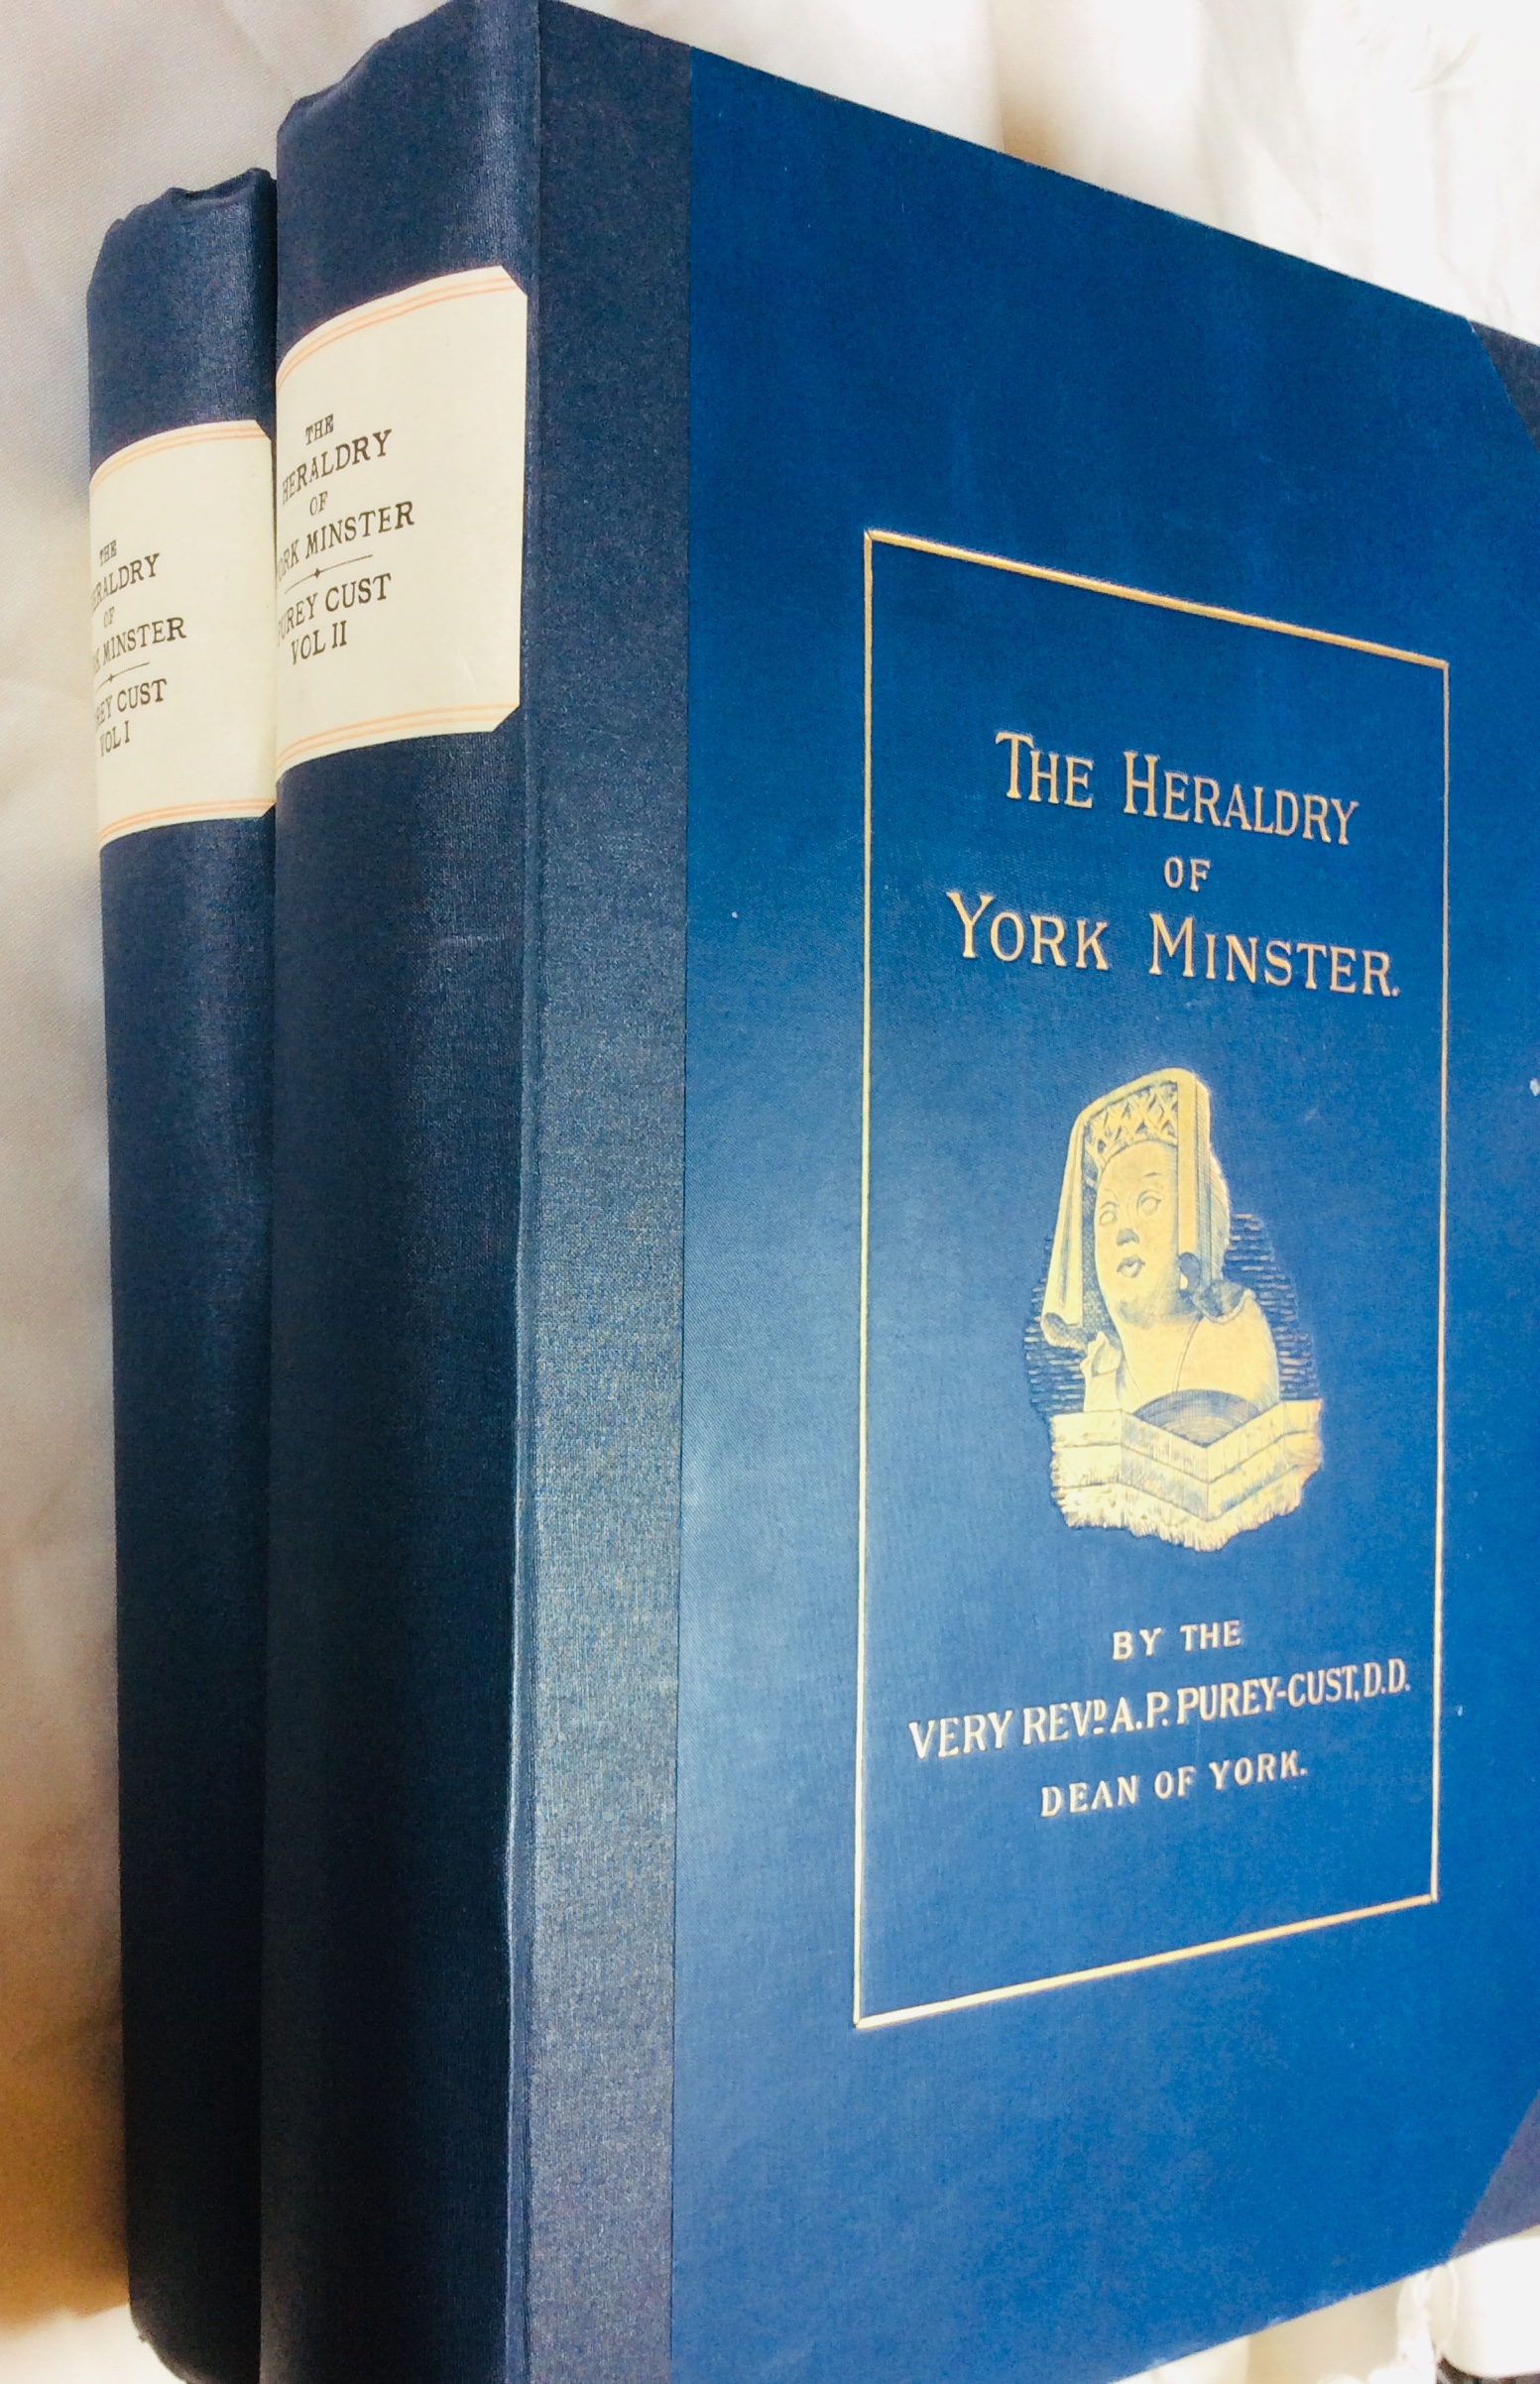 THE
HERALDRY
OF
MINSTER
CUST
VOL I
THE
HERALDRY
OF
YORK MINSTER
PUREY CUST
VOL II
THE HERALDRY
OF
YORK MINSTER.
BY THE
VERY REVD. A. P. PUREY-CUST, D.D.
DEAN OF YORK.